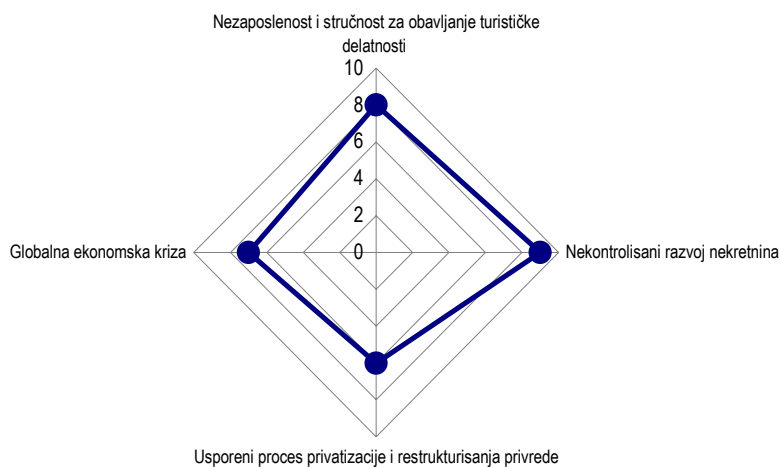 Nezaposlenost i stručnost za obavljanje turističke
delatnosti
10
8
6
4
2
0
Globalna ekonomska kriza
Nekontrolisani razvoj nekretnina
Usporeni proces privatizacije i restrukturisanja privrede